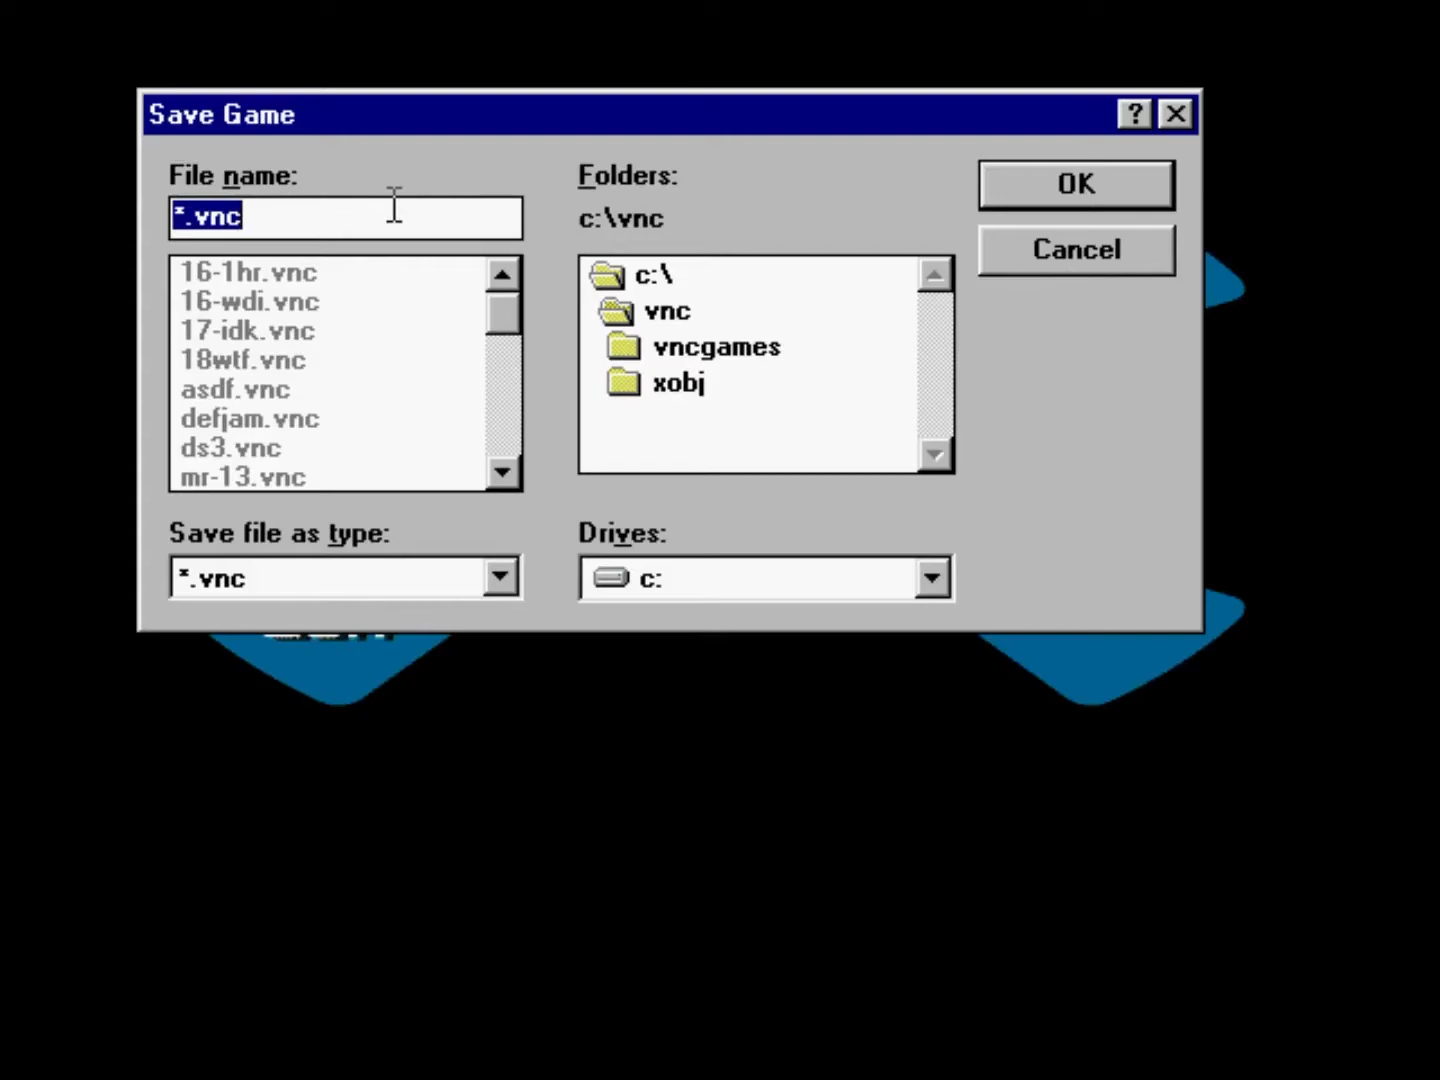 Save Game
File name:
*.vnc
16-1hr.vnc
16-wdi.vnc
17-idk.vnc
18wtf.vnc
asdf.vnc
defjam.vnc
ds3.vnc
mr-13.vnc
Save file as type:
*.vnc
Folders:
c:\vnc
c:\
vnc
vncgames
xobj
Drives:
c:
OK
Cancel